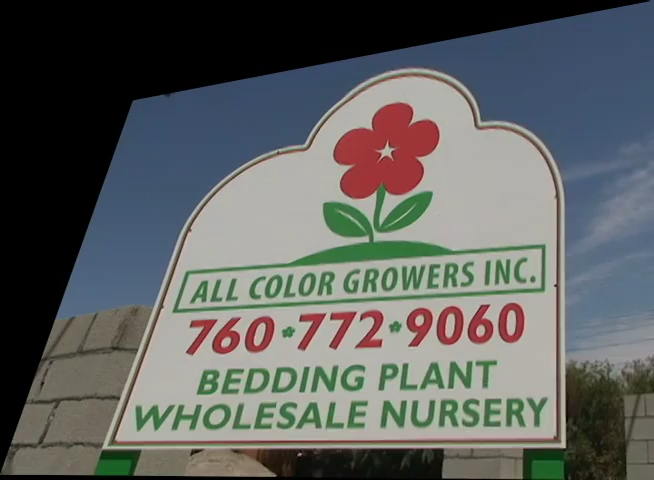 ALL COLOR GROWERS INC.
760 772 9060
BEDDING PLANT
WHOLESALE NURSERY